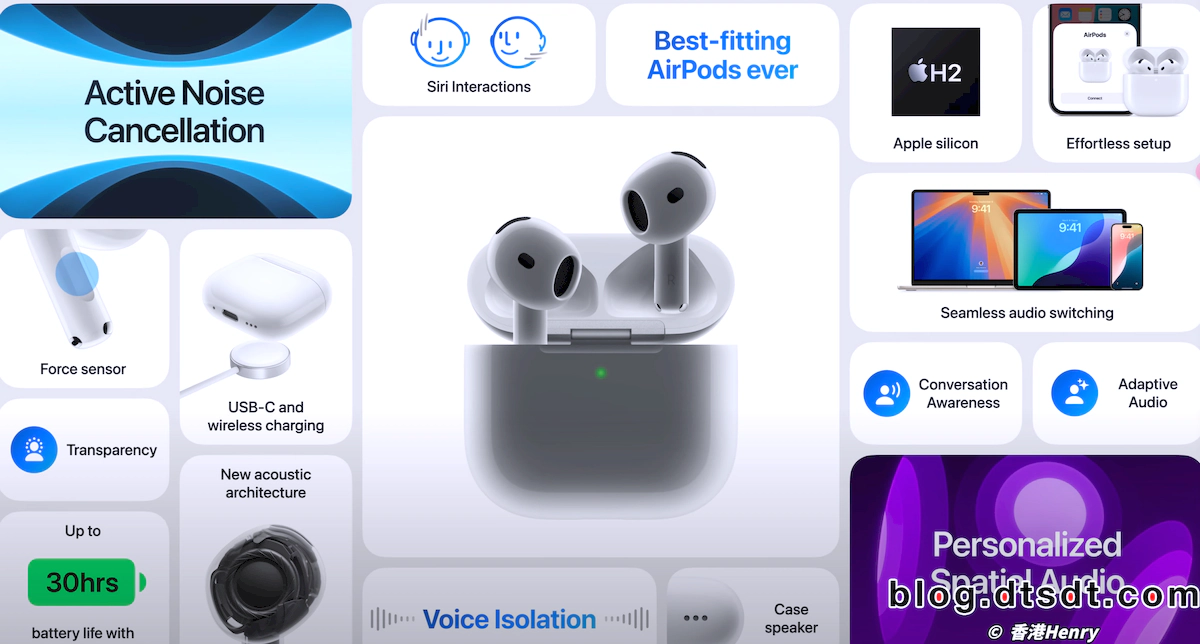 Active Noise
Cancellation
Siri Interactions
Best-fitting
AirPods ever
H2
Apple silicon
AirPods
Connect
Effortless setup
Force sensor
USB-C and
wireless charging
9:41
9:41
9:41
Seamless audio switching
Transparency
Conversation
Awareness
Adaptive
Audio
New acoustic
architecture
Up to
30hrs
battery life with
Voice Isolation
Case
speaker
Personalized
Spatial Audio
blog.dtsdt.com
© 香港Henry